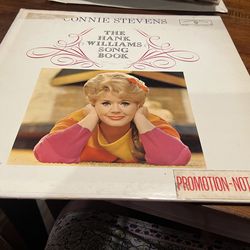 CONNIE STEVENS
THE
HANK
WILLIAMS
SONG
BOOK
PROMOTION-NOT